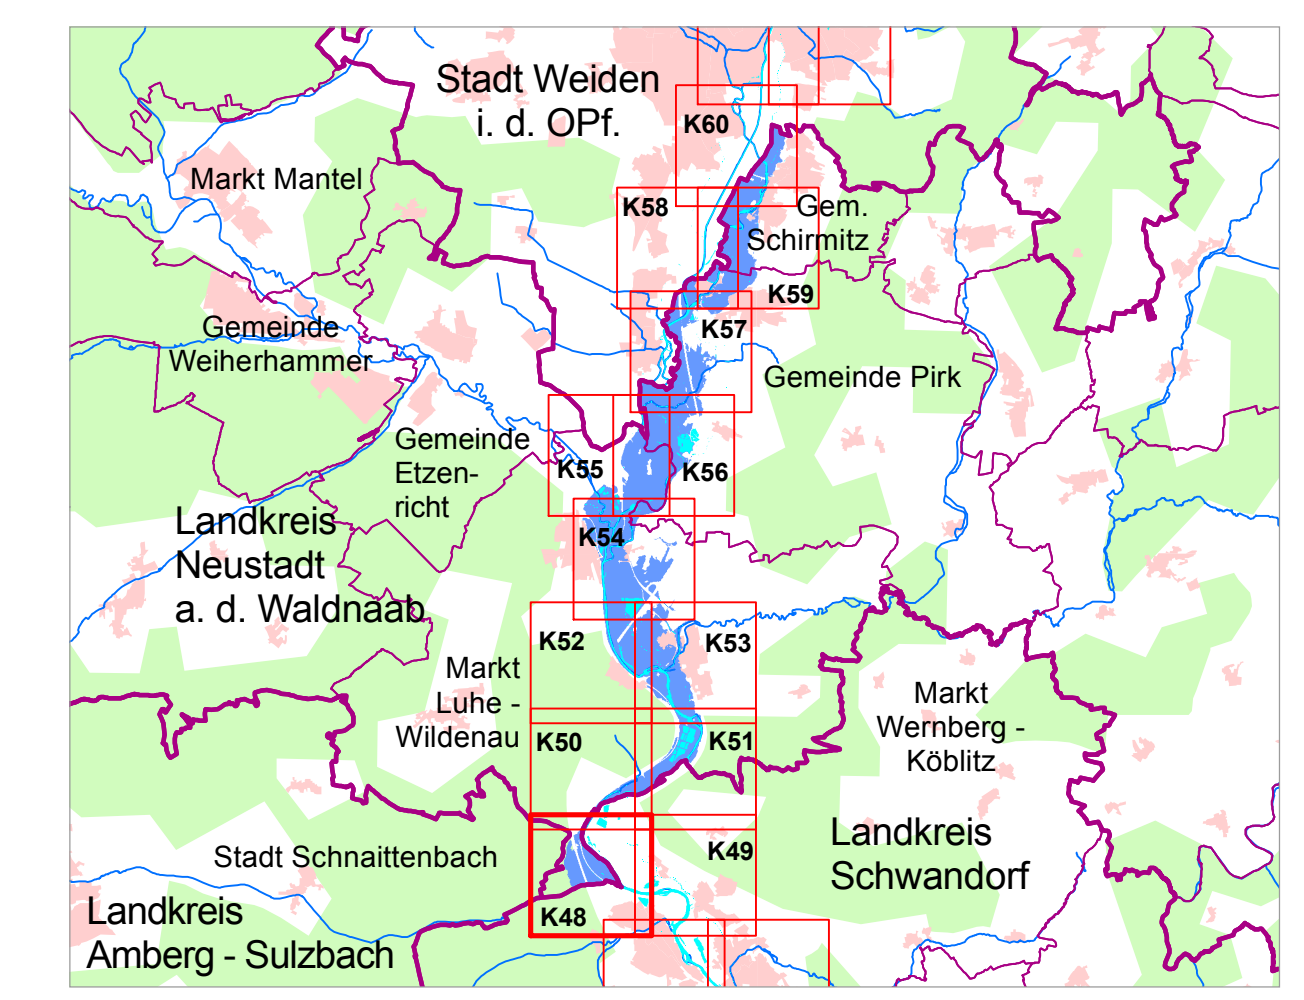 Stadt Weiden
i. d. OPf.
K60
Markt Mantel
K58
Gem.
Schirmitz
K59
K57
Gemeinde
Weiherhammer
Gemeinde Pirk
Gemeinde
Etzen-
richt
K55
K56
Landkreis
Neustadt
a. d. Waldnaab
K54
K52
K53
Markt
Luhe -
Wildenau
Markt
Wernberg -
Köblitz
K50
K51
Stadt Schnaittenbach
K49
Landkreis
Schwandorf
K48
Landkreis
Amberg - Sulzbach